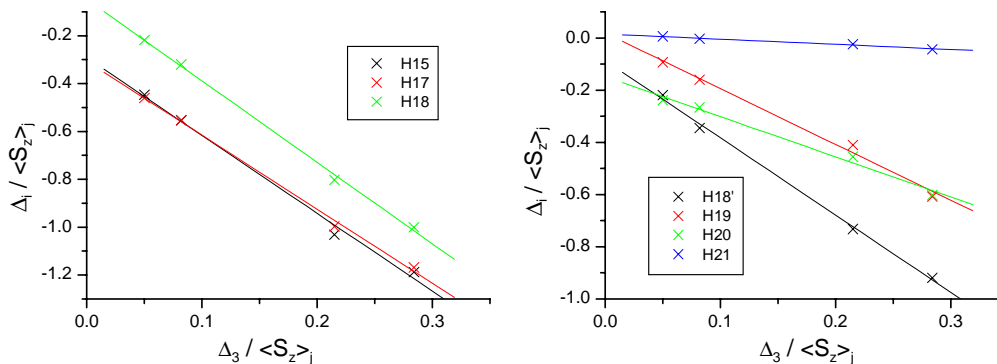 -0.2
-0.4
-0.6
-0.8
-1.0
-1.2
Δi / <Sz>j
H15
H17
H18
0.0
0.1
0.2
0.3
Δ3 / <Sz>j
0.0
-0.2
-0.4
-0.6
-0.8
-1.0
Δi / <Sz>j
H18'
H19
H20
H21
0.0
0.1
0.2
0.3
Δ3 / <Sz>j